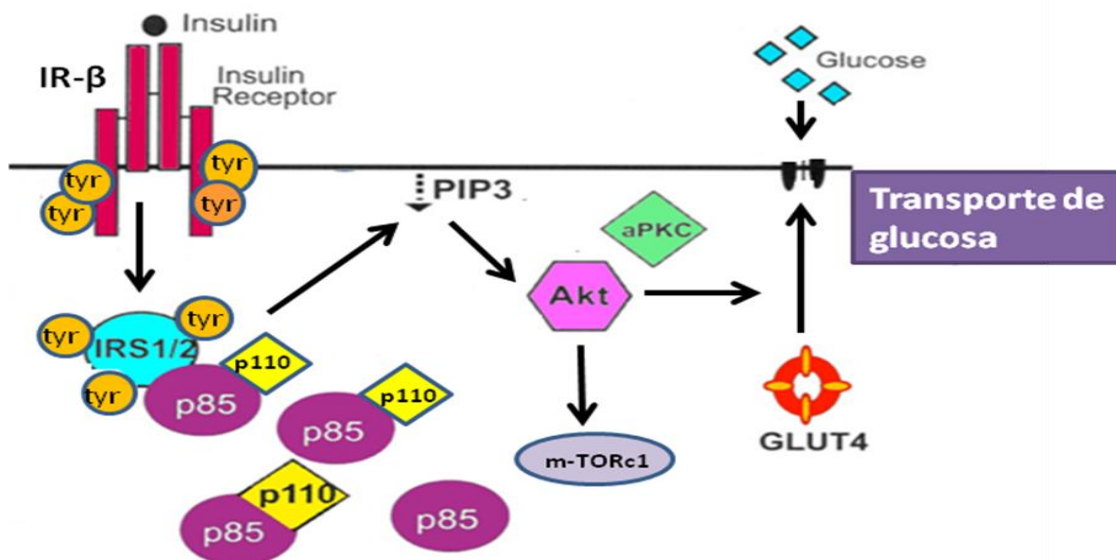 Insulin
IR-β
Insulin
Receptor
tyr
tyr
tyr
tyr
Glucose
PIP3
aPKC
Transporte de
glucosa
Akt
tyr
tyr
IRS1/2
p110
tyr
p85
p110
p85
m-TORc1
GLUT4
p110
p85
p85